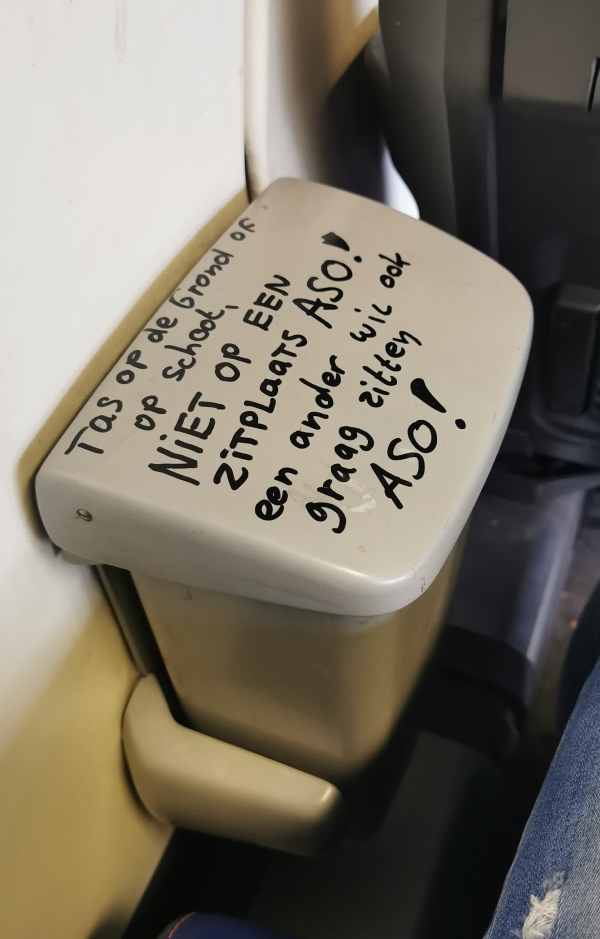 Tas op de Grond of
op schoot,
NiET OP EEN
ZiTPLaaTS ASO!
een ander wil ook
graag zitten
ASO!